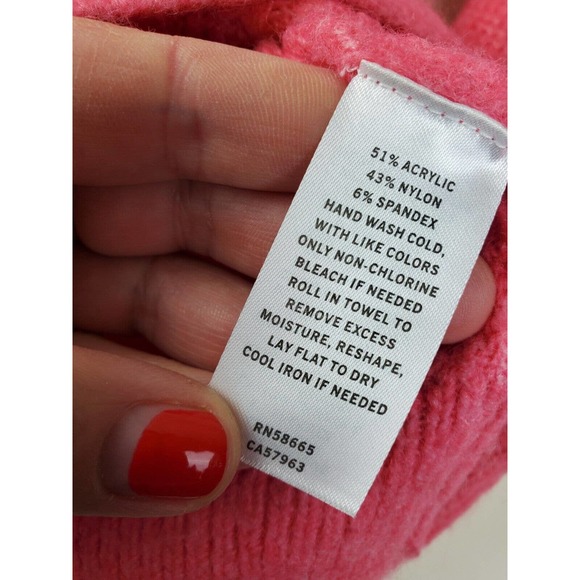 51% ACRYLIC
43% NYLON
6% SPANDEX
HAND WASH COLD,
WITH LIKE COLORS
ONLY NON-CHLORINE
BLEACH IF NEEDED
ROLL IN TOWEL TO
REMOVE EXCESS
MOISTURE, RESHAPE,
LAY FLAT TO DRY
COOL IRON IF NEEDED
RN58665
CA57963